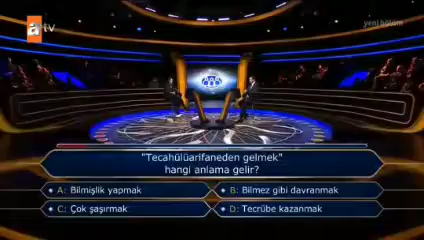 atv
yeni bölüm
"Tecahülüarifaneden gelmek"
hangi anlama gelir?
A: Bilmişlik yapmak
B: Bilmez gibi davranmak
C: Çok şaşırmak
D: Tecrübe kazanmak